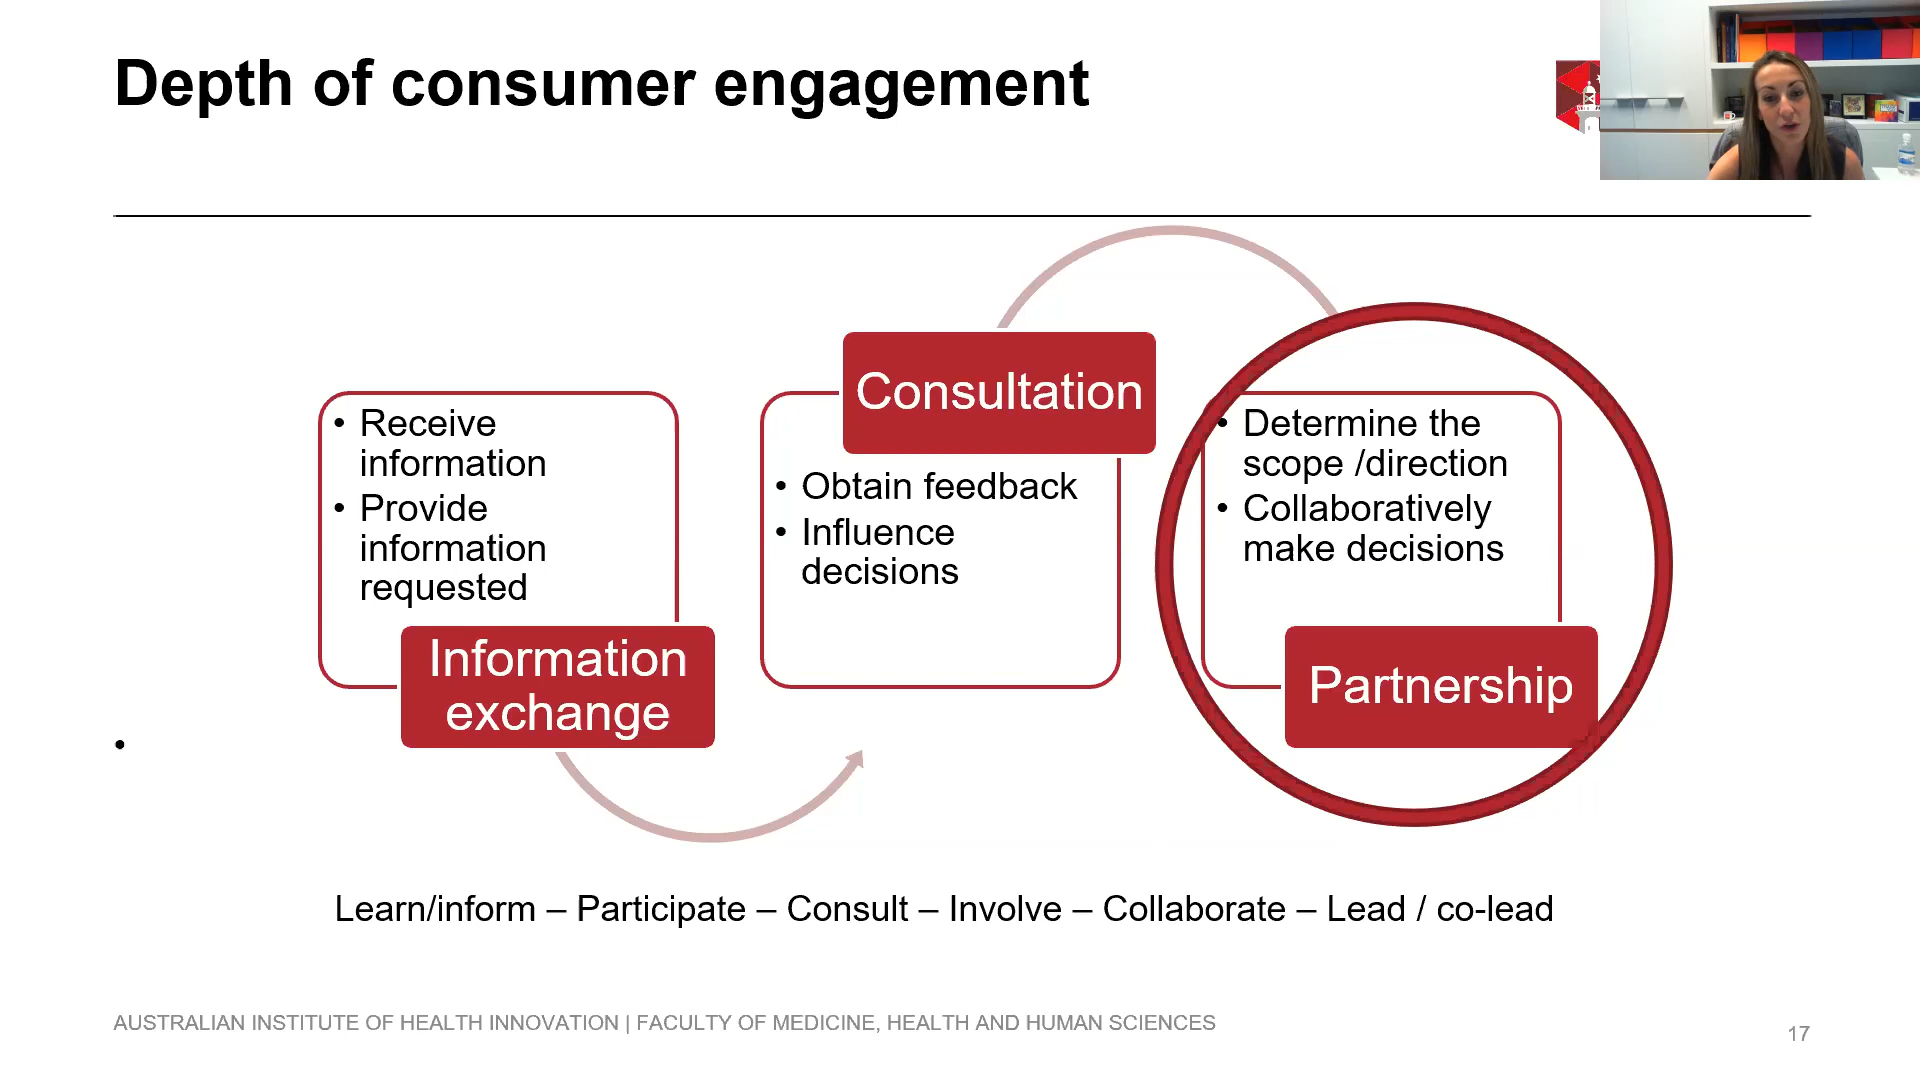 Depth of consumer engagement
• Receive
information
• Provide
information
requested
Information
exchange
Consultation
• Obtain feedback
• Influence
decisions
• Determine the
scope /direction
• Collaboratively
make decisions
Partnership
•
Learn/inform – Participate – Consult – Involve – Collaborate – Lead / co-lead
AUSTRALIAN INSTITUTE OF HEALTH INNOVATION | FACULTY OF MEDICINE, HEALTH AND HUMAN SCIENCES
17